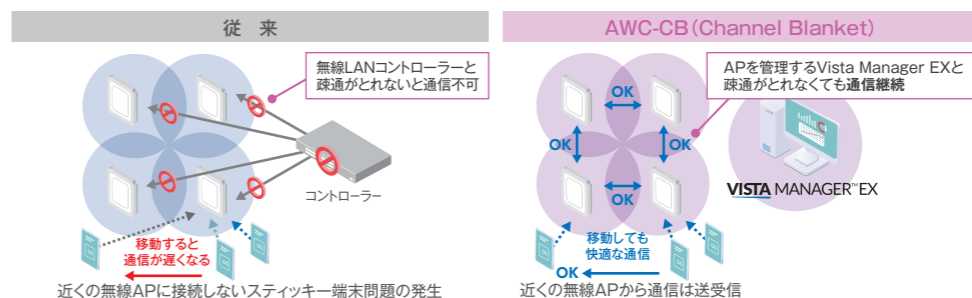 従 来
無線LANコントローラーと
疎通がとれないと通信不可
コントローラー
移動すると
通信が遅くなる
近くの無線APに接続しないスティッキー端末問題の発生
AWC-CB(Channel Blanket)
APを管理するVista Manager EXと
疎通がとれなくても通信継続
OK
OK
OK
OK
VISTA MANAGER™EX
移動しても
快適な通信
OK
近くの無線APから通信は送受信